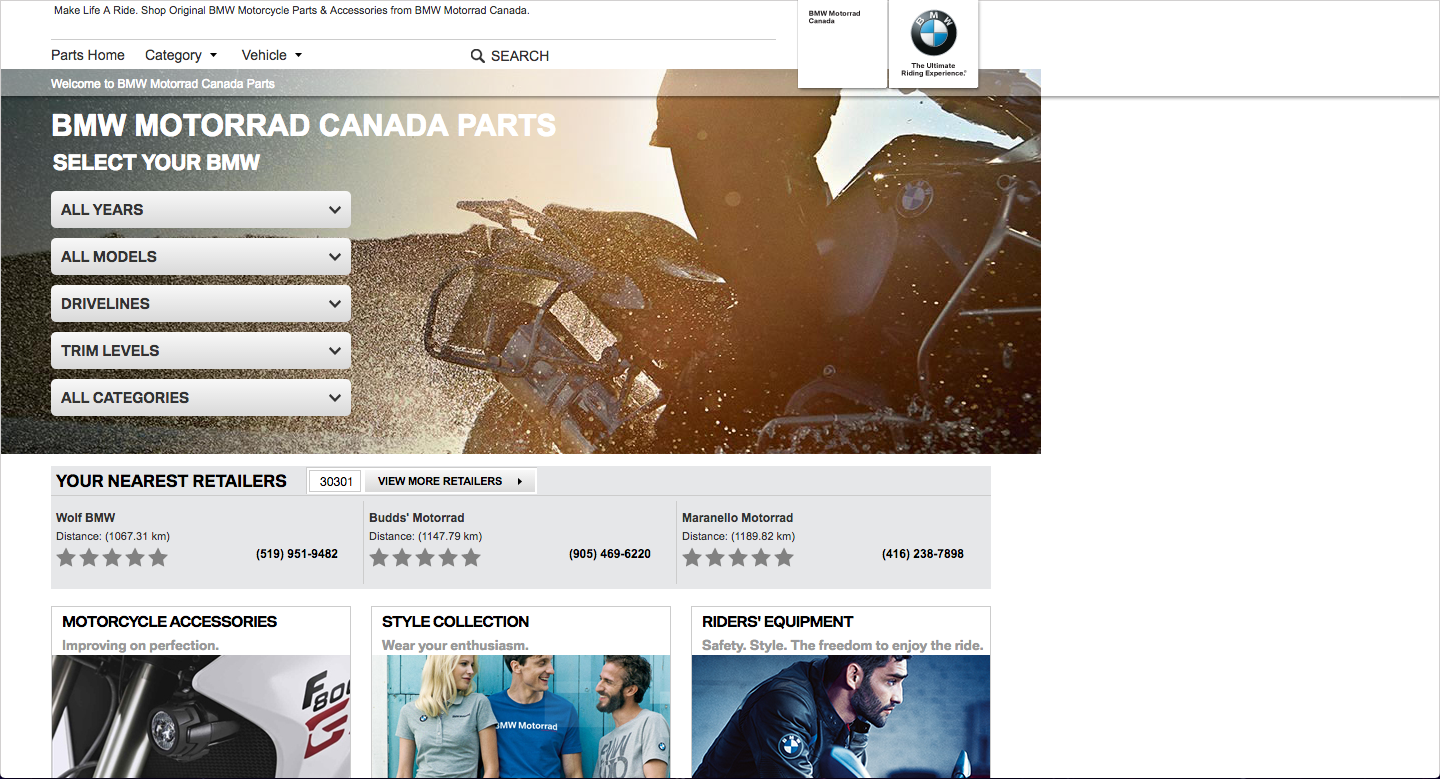 Make Life A Ride. Shop Original BMW Motorcycle Parts & Accessories from BMW Motorrad Canada.
BMW Motorrad
Canada
BMW
The Ultimate
Riding Experience.®
Parts Home
Category
Vehicle
SEARCH
Welcome to BMW Motorrad Canada Parts
BMW MOTORRAD CANADA PARTS
SELECT YOUR BMW
ALL YEARS
ALL MODELS
DRIVELINES
TRIM LEVELS
ALL CATEGORIES
YOUR NEAREST RETAILERS
30301
VIEW MORE RETAILERS
Wolf BMW
Distance: (1067.31 km)
(519) 951-9482
Budds' Motorrad
Distance: (1147.79 km)
(905) 469-6220
Maranello Motorrad
Distance: (1189.82 km)
(416) 238-7898
MOTORCYCLE ACCESSORIES
Improving on perfection.
F800
G
STYLE COLLECTION
Wear your enthusiasm.
BMW Motorrad
RIDERS' EQUIPMENT
Safety. Style. The freedom to enjoy the ride.